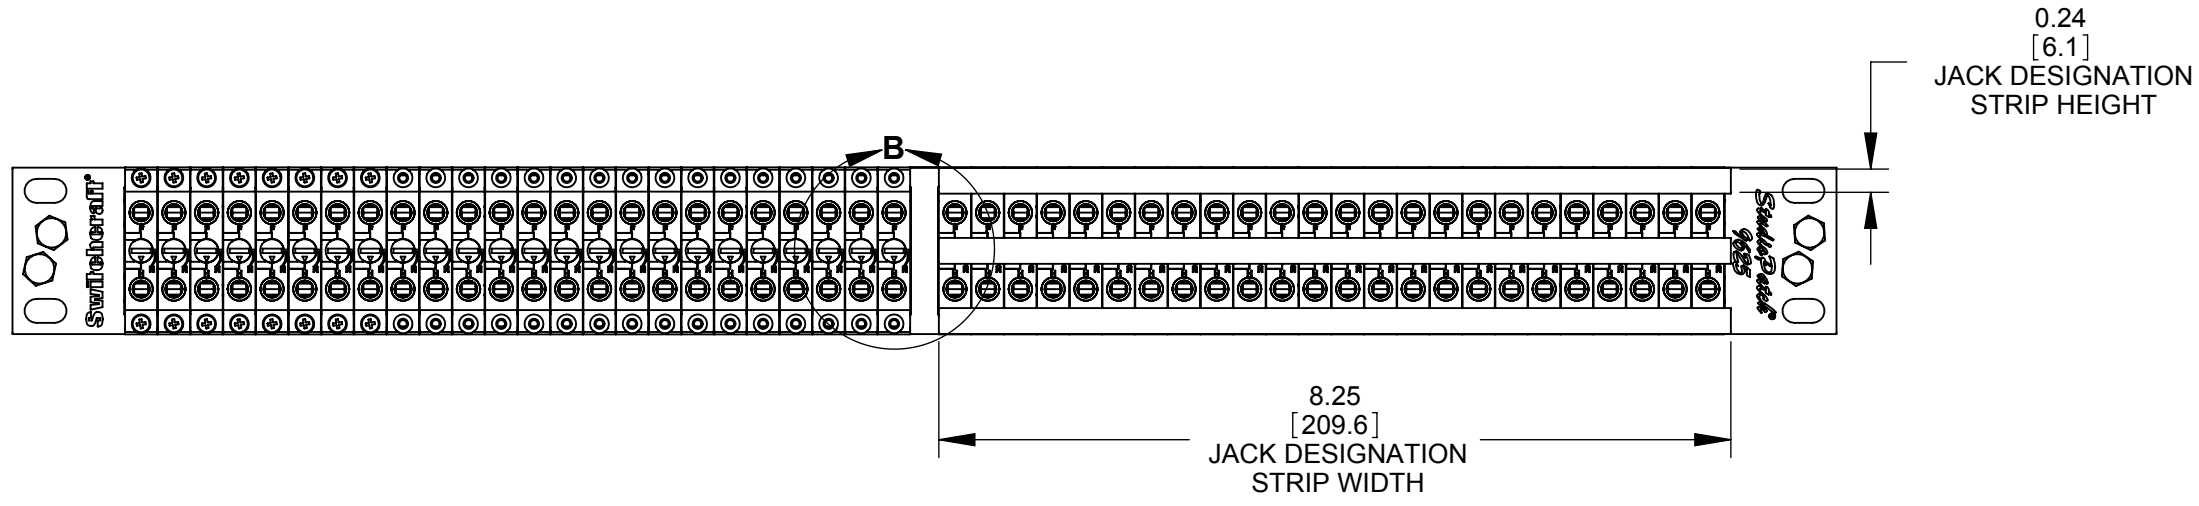 0.24
[6.1]
JACK DESIGNATION
STRIP HEIGHT
B
Switchcraft®
StudioPatch®
9625
8.25
[209.6]
JACK DESIGNATION
STRIP WIDTH